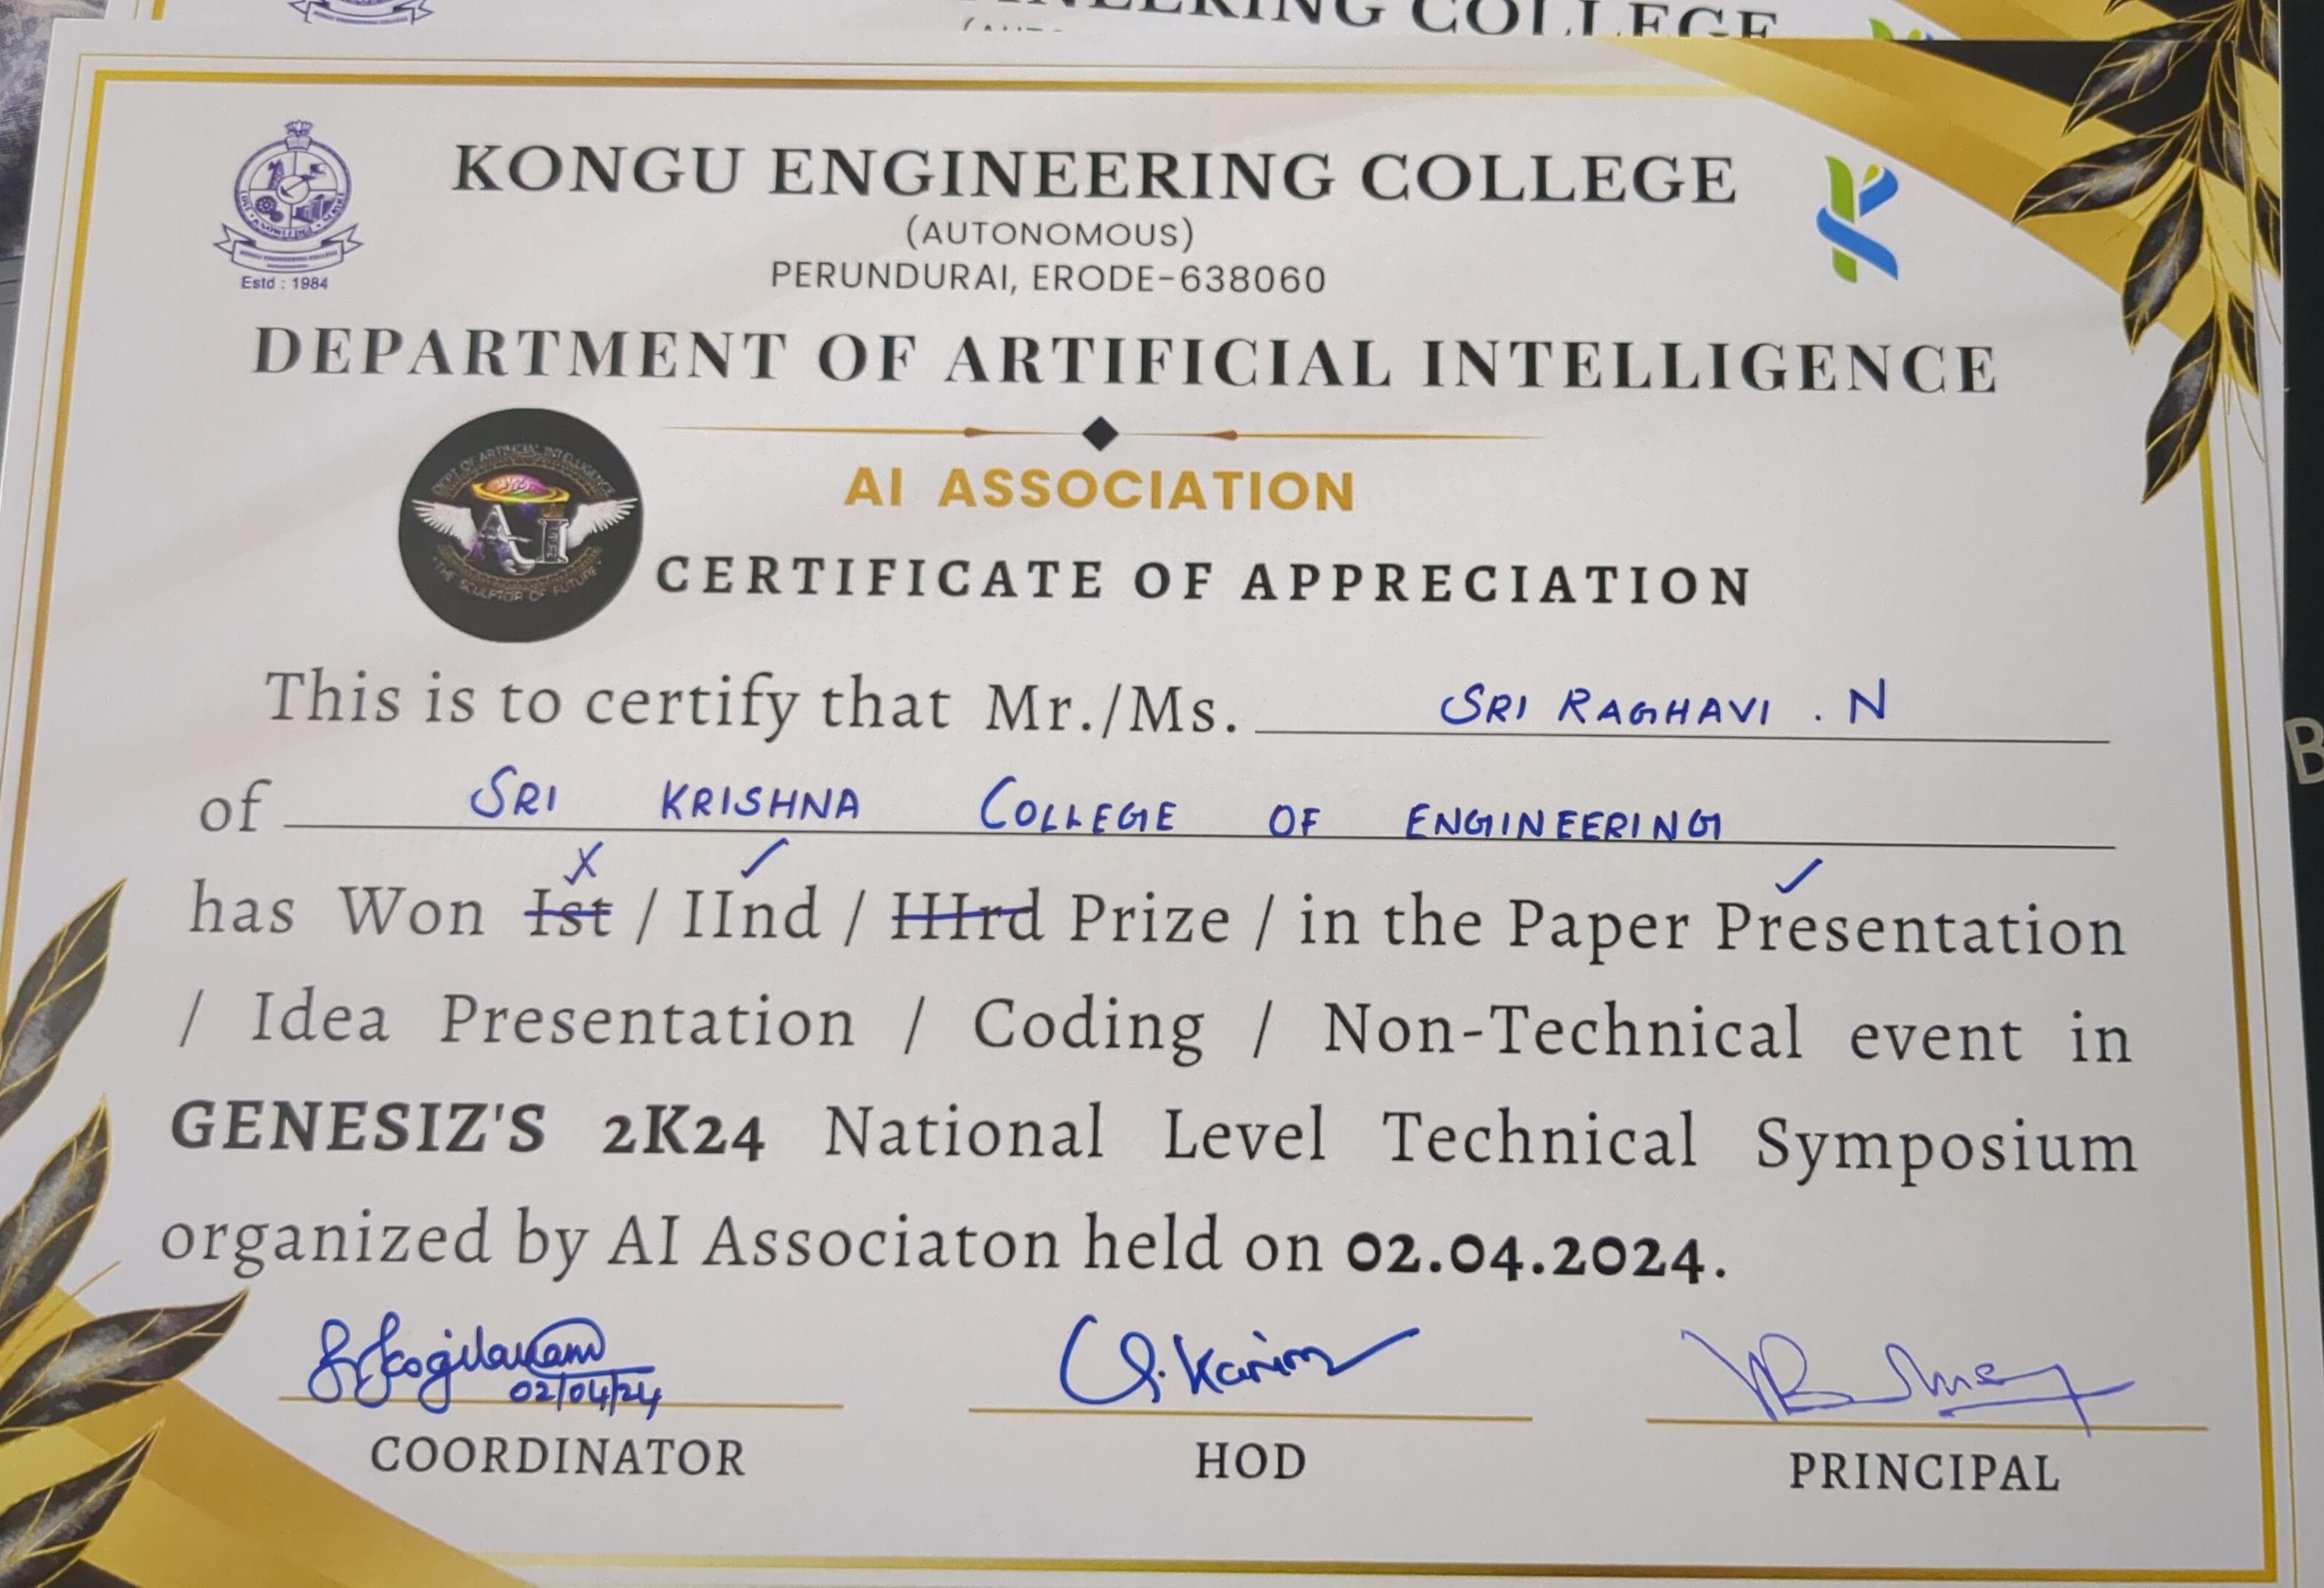 NEERING COLLEGE
KONGU ENGINEERING COLLEGE
(AUTONOMOUS)
PERUNDURAI, ERODE-638060
Estd : 1984
DEPARTMENT OF ARTIFICIAL INTELLIGENCE
DEPT OF ARTIFICIAL INTELLIGENCE
AI
THE SCULPTOR OF FUTURE
AI ASSOCIATION
CERTIFICATE OF APPRECIATION
This is to certify that Mr./Ms. SRI RAGHAVI . N
of SRI KRISHNA COLLEGE OF ENGINEERING
has Won Ist / IInd / IIIrd Prize / in the Paper Presentation
/ Idea Presentation / Coding / Non-Technical event in
GENESIZ'S 2K24 National Level Technical Symposium
organized by AI Associaton held on 02.04.2024.
02/04/24
COORDINATOR
HOD
PRINCIPAL
B